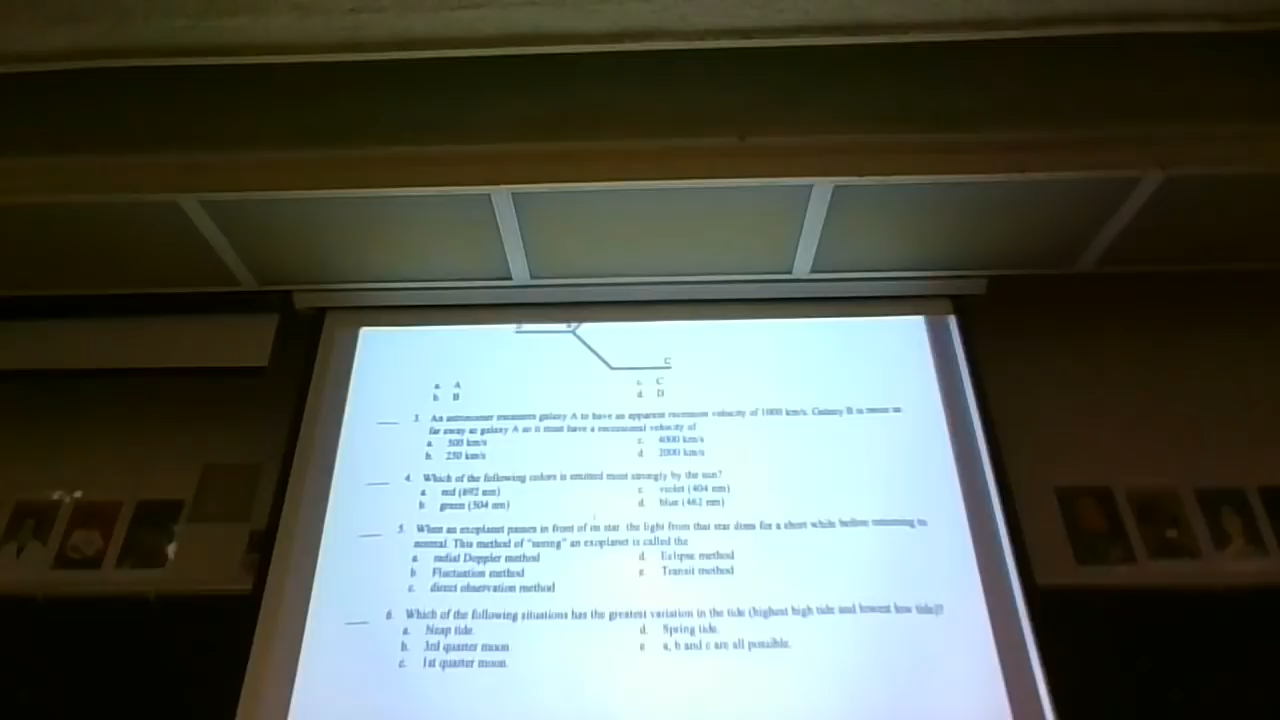 C
a. A
c. C
b. B
d. D
3. An astronomer measures galaxy A to have an apparent recession velocity of 1000 km/s. Galaxy B is as
far away as galaxy A so it must have a recessional velocity of
a. 500 km/s
c. 4000 km/s
b. 250 km/s
d. 2000 km/s
4. Which of the following colors is emitted most strongly by the sun?
a. red (692 nm)
c. violet (404 nm)
b. green (504 nm)
d. blue (462 nm)
5. When an exoplanet passes in front of its star the light from that star dims for a short while before returning to
normal. This method of "seeing" an exoplanet is called the
a. radial Doppler method
d. Eclipse method
b. Fluctuation method
e. Transit method
c. direct observation method
6. Which of the following situations has the greatest variation in the tide (highest high tide and lowest low tide)?
a. Neap tide.
d. Spring tide.
b. 3rd quarter moon
e. a, b and c are all possible.
c. 1st quarter moon.